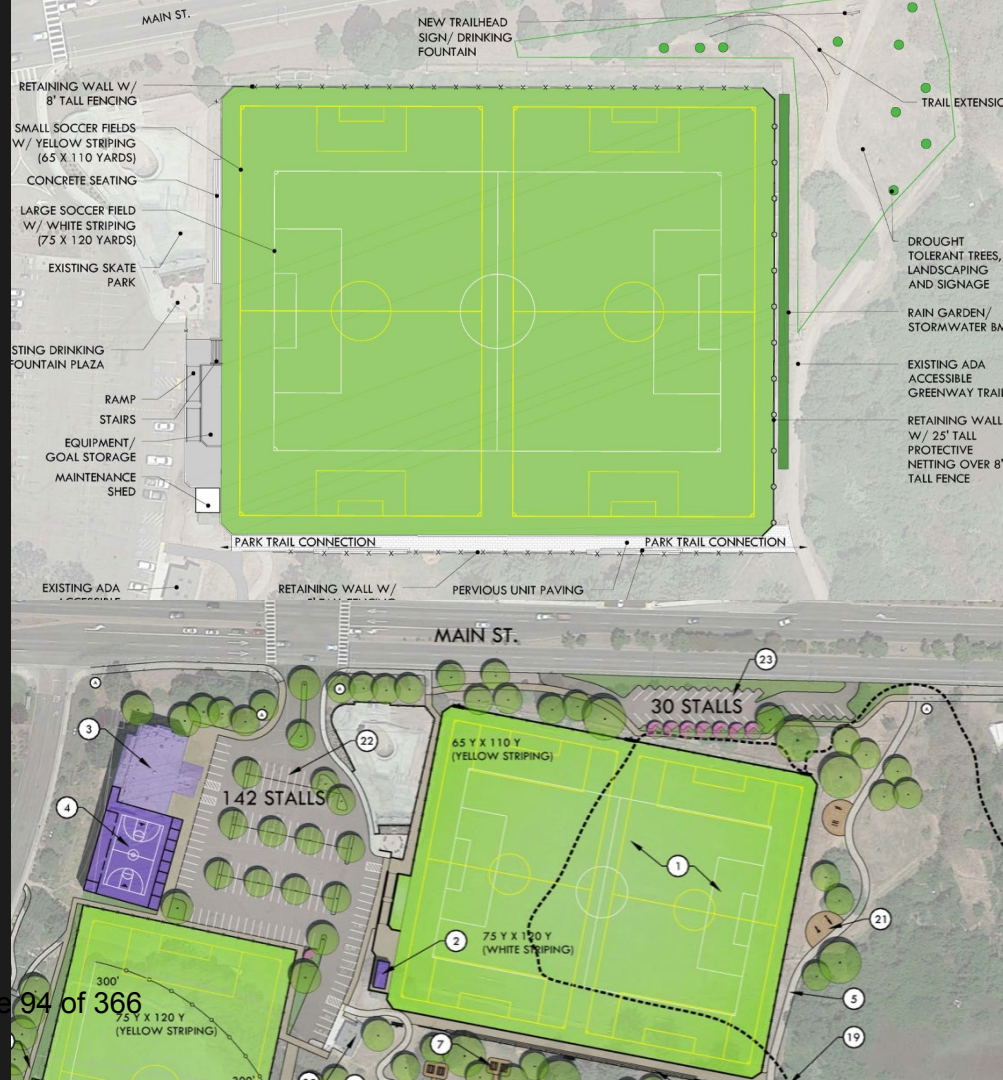 MAIN ST.
NEW TRAILHEAD
SIGN/ DRINKING
FOUNTAIN
RETAINING WALL W/
8' TALL FENCING
SMALL SOCCER FIELDS
W/ YELLOW STRIPING
(65 X 110 YARDS)
CONCRETE SEATING
LARGE SOCCER FIELD
W/ WHITE STRIPING
(75 X 120 YARDS)
EXISTING SKATE
PARK
STING DRINKING
FOUNTAIN PLAZA
RAMP
STAIRS
EQUIPMENT/
GOAL STORAGE
MAINTENANCE
SHED
EXISTING ADA
TRAIL EXTENSIO
DROUGHT
TOLERANT TREES,
LANDSCAPING
AND SIGNAGE
RAIN GARDEN/
STORMWATER BM
EXISTING ADA
ACCESSIBLE
GREENWAY TRAI
RETAINING WALL
W/ 25' TALL
PROTECTIVE
NETTING OVER 8'
TALL FENCE
PARK TRAIL CONNECTION
PARK TRAIL CONNECTION
RETAINING WALL W/
PERVIOUS UNIT PAVING
MAIN ST.
23
30 STALLS
A
A
A
A
3
22
65 Y X 110 Y
(YELLOW STRIPING)
142 STALLS
4
1
2
75 Y X 120 Y
(WHITE STRIPING)
21
5
300'
94 of 366
75 Y X 120 Y
(YELLOW STRIPING)
7
19
300'